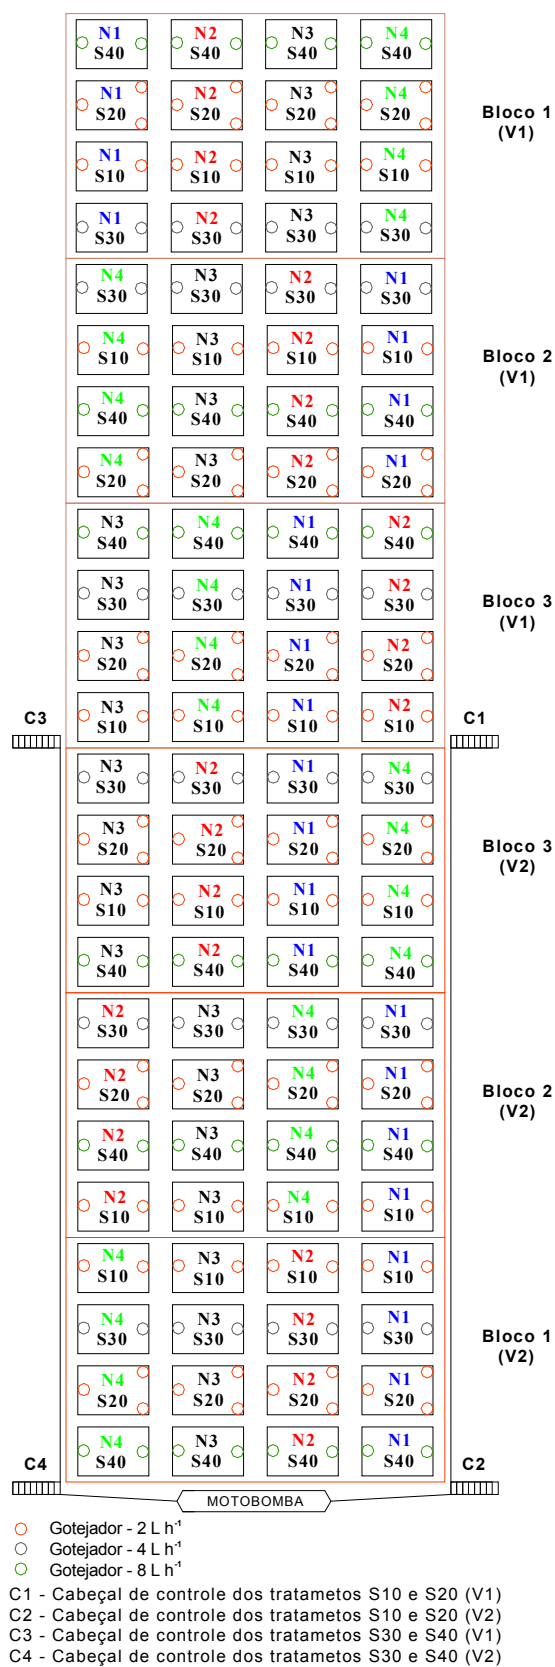 N1 N2 N3 N4
S40 S40 S40 S40
N1 N2 N3 N4
S20 S20 S20 S20
Bloco 1
(V1)
N1 N2 N3 N4
S10 S10 S10 S10
N1 N2 N3 N4
S30 S30 S30 S30
N4 N3 N2 N1
S30 S30 S30 S30
N4 N3 N2 N1
S10 S10 S10 S10
Bloco 2
(V1)
N4 N3 N2 N1
S40 S40 S40 S40
N4 N3 N2 N1
S20 S20 S20 S20
N3 N4 N1 N2
S40 S40 S40 S40
N3 N4 N1 N2
S30 S30 S30 S30
Bloco 3
(V1)
N3 N4 N1 N2
S20 S20 S20 S20
N3 N4 N1 N2
S10 S10 S10 S10
C3 C1
N3 N2 N1 N4
S30 S30 S30 S30
N3 N2 N1 N4
S20 S20 S20 S20
Bloco 3
(V2)
N3 N2 N1 N4
S10 S10 S10 S10
N3 N2 N1 N4
S40 S40 S40 S40
N2 N3 N4 N1
S30 S30 S30 S30
N2 N3 N4 N1
S20 S20 S20 S20
Bloco 2
(V2)
N2 N3 N4 N1
S40 S40 S40 S40
N2 N3 N4 N1
S10 S10 S10 S10
N4 N3 N2 N1
S10 S10 S10 S10
N4 N3 N2 N1
S30 S30 S30 S30
Bloco 1
(V2)
N4 N3 N2 N1
S20 S20 S20 S20
N4 N3 N2 N1
S40 S40 S40 S40
C4 C2
MOTOBOMBA
Gotejador - 2 L h⁻¹
Gotejador - 4 L h⁻¹
Gotejador - 8 L h⁻¹
C1 - Cabeçal de controle dos tratametos S10 e S20 (V1)
C2 - Cabeçal de controle dos tratametos S10 e S20 (V2)
C3 - Cabeçal de controle dos tratametos S30 e S40 (V1)
C4 - Cabeçal de controle dos tratametos S30 e S40 (V2)